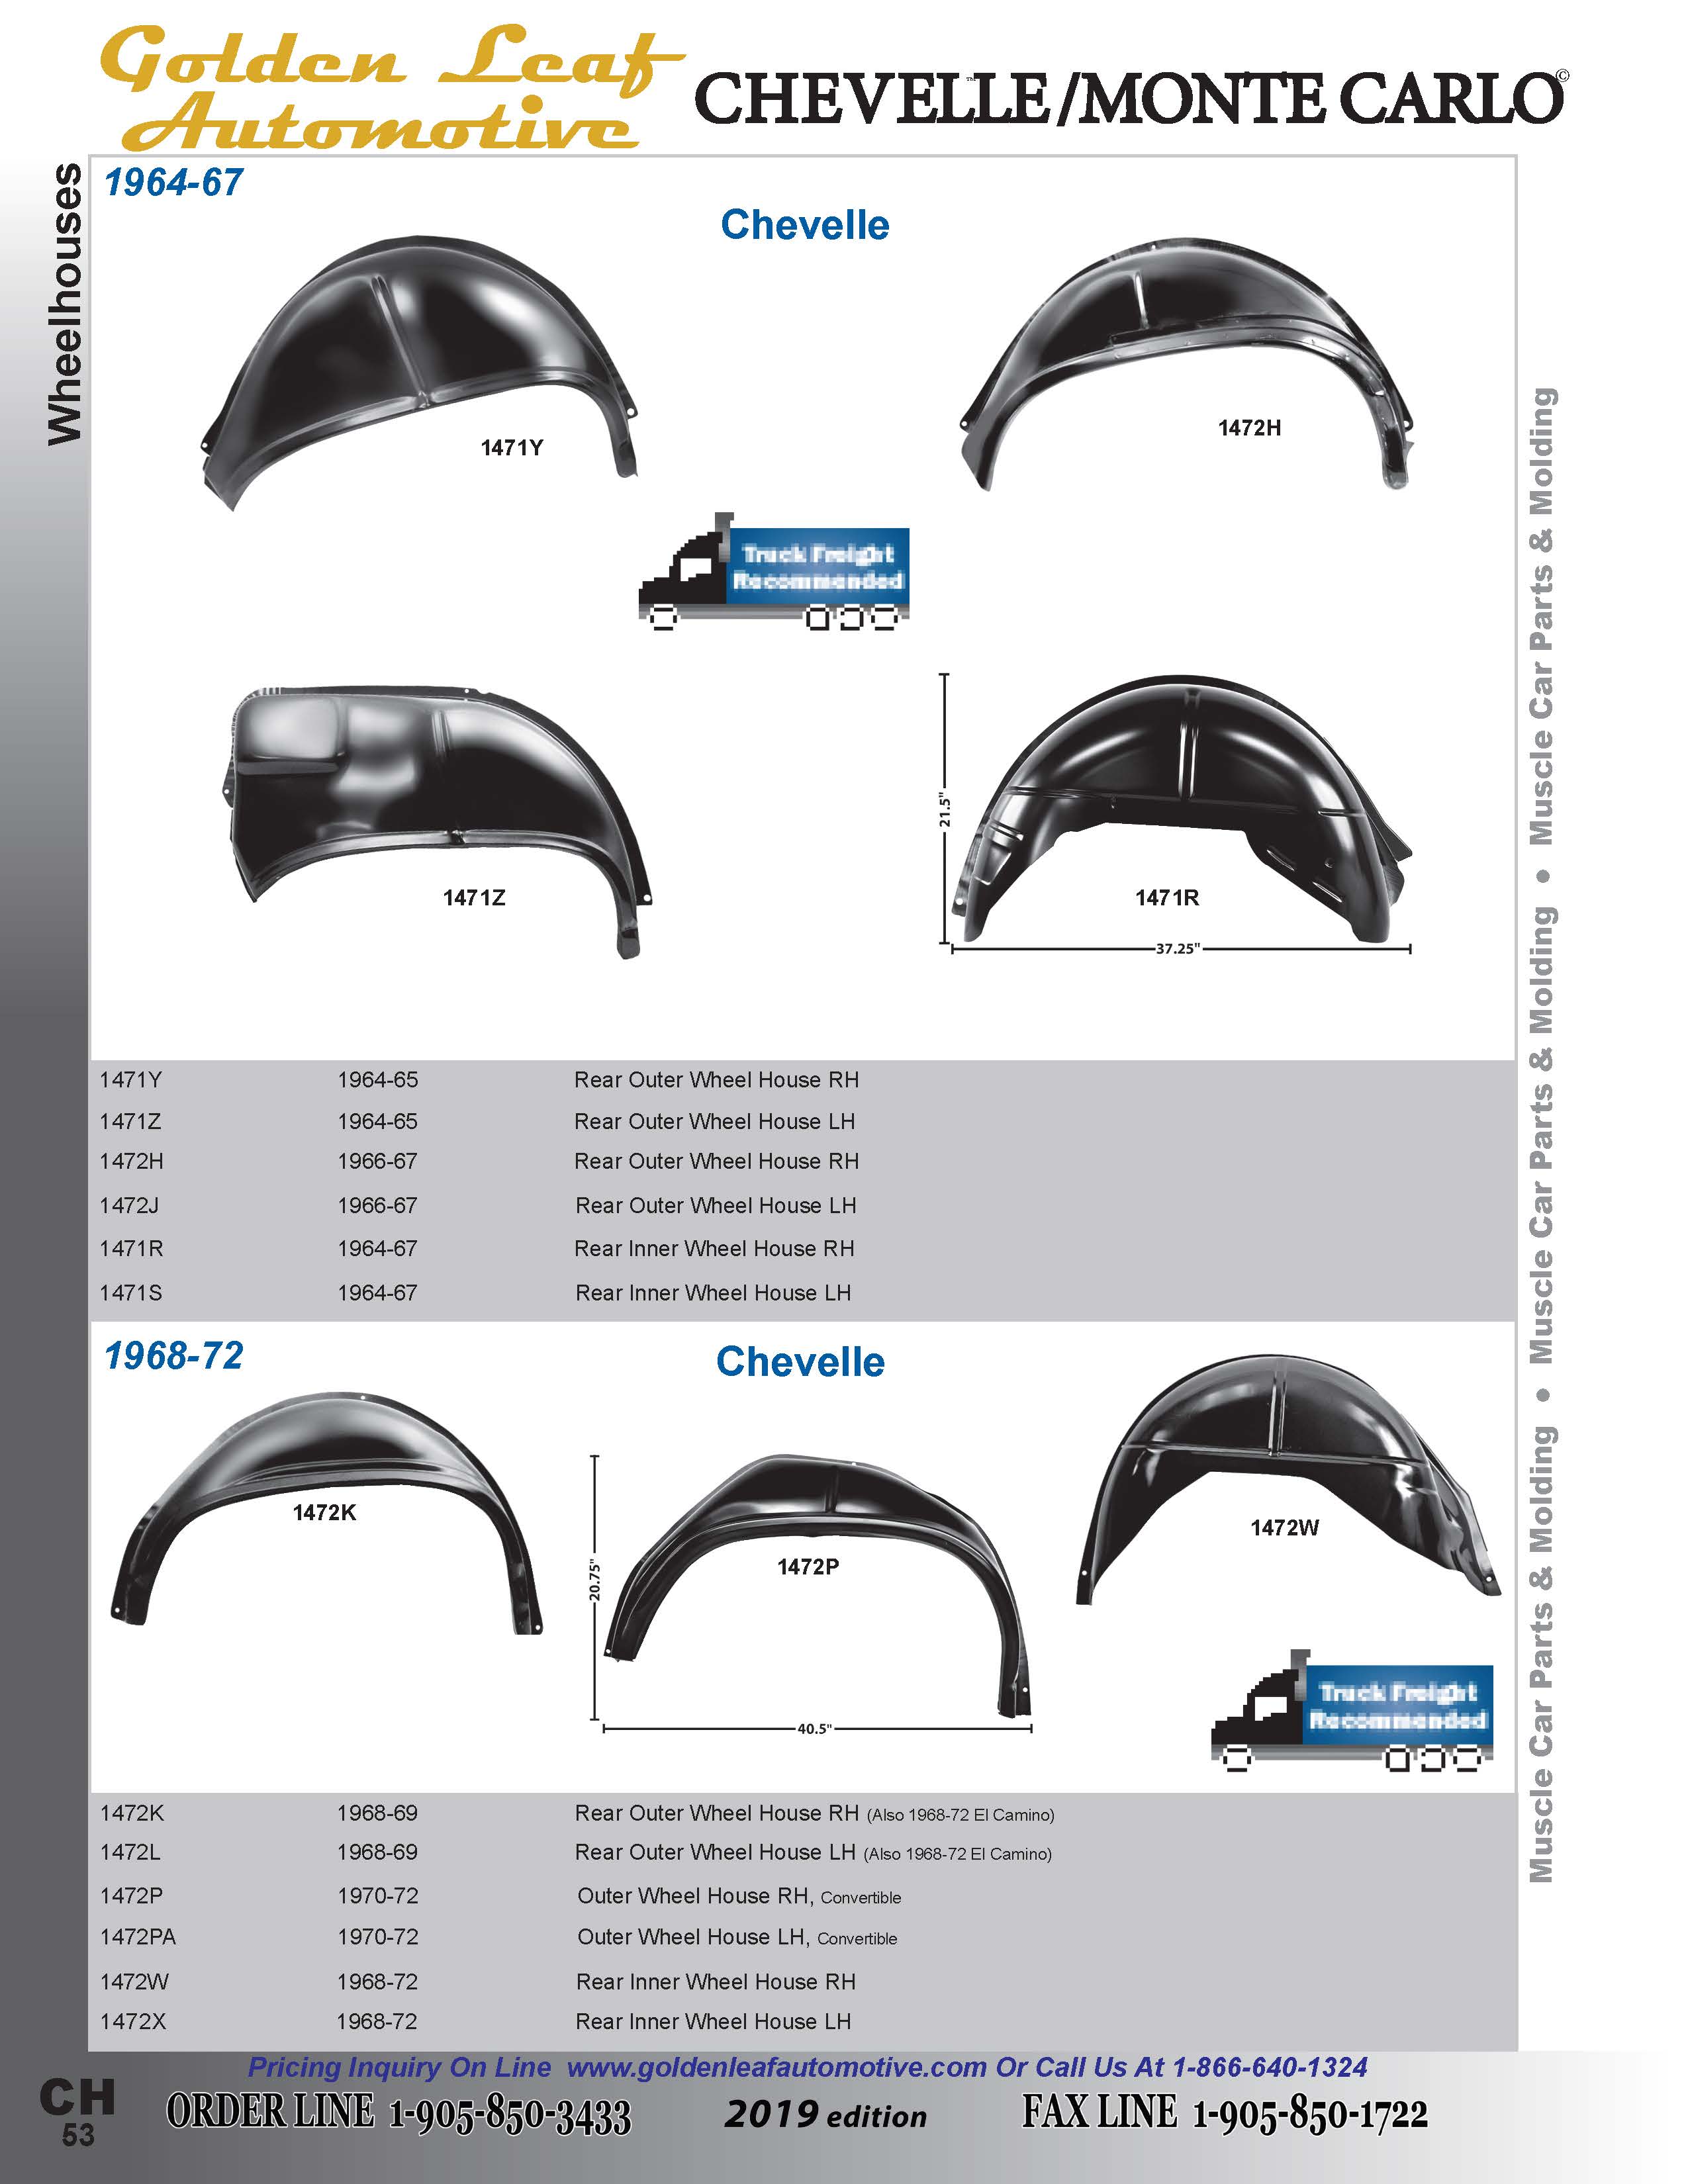 Golden Leaf
Automotive
CHEVELLE™/MONTE CARLO©
Wheelhouses
1964-67
Chevelle
1471Y
1472H
Truck Freight
Recommended
1471Z
21.5"
1471R
37.25"
1471Y 1964-65 Rear Outer Wheel House RH
1471Z 1964-65 Rear Outer Wheel House LH
1472H 1966-67 Rear Outer Wheel House RH
1472J 1966-67 Rear Outer Wheel House LH
1471R 1964-67 Rear Inner Wheel House RH
1471S 1964-67 Rear Inner Wheel House LH
1968-72
Chevelle
1472K
20.75"
1472P
40.5"
1472W
Truck Freight
Recommended
1472K 1968-69 Rear Outer Wheel House RH (Also 1968-72 El Camino)
1472L 1968-69 Rear Outer Wheel House LH (Also 1968-72 El Camino)
1472P 1970-72 Outer Wheel House RH, Convertible
1472PA 1970-72 Outer Wheel House LH, Convertible
1472W 1968-72 Rear Inner Wheel House RH
1472X 1968-72 Rear Inner Wheel House LH
Muscle Car Parts & Molding • Muscle Car Parts & Molding • Muscle Car Parts & Molding
Pricing Inquiry On Line www.goldenleafautomotive.com Or Call Us At 1-866-640-1324
CH
53
ORDER LINE 1-905-850-3433
2019 edition
FAX LINE 1-905-850-1722